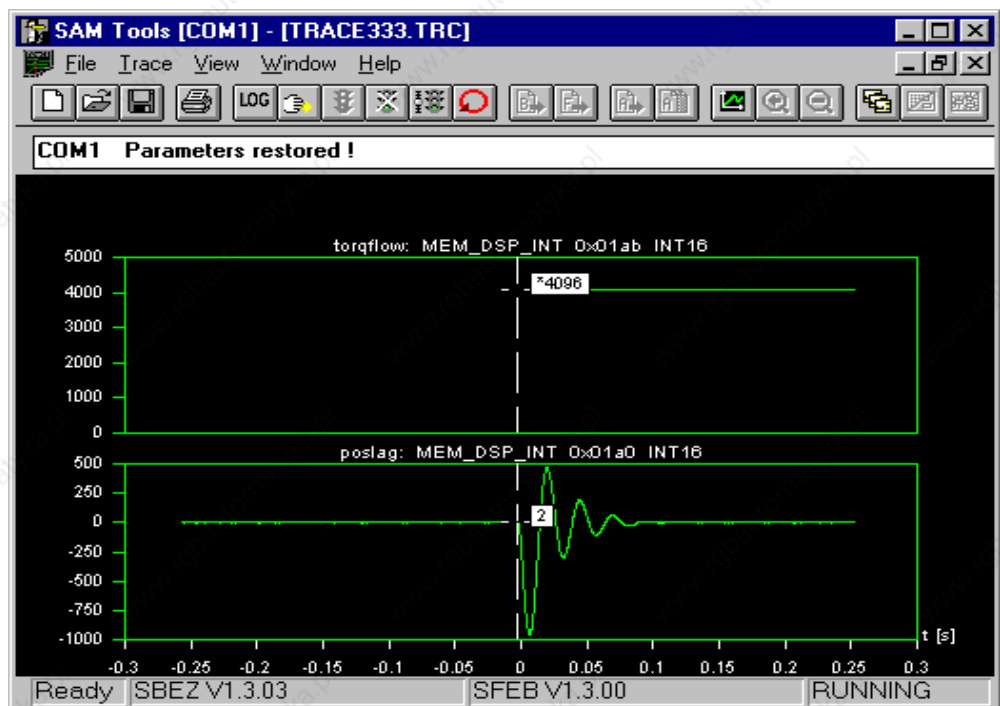 SAM Tools [COM1] - [TRACE333.TRC]
File Trace View Window Help
LOG
COM1 Parameters restored !
torqflow: MEM_DSP_INT 0x01ab INT16
5000
4000
3000
2000
1000
0
*4096
poslag: MEM_DSP_INT 0x01a0 INT16
500
250
0
-250
-500
-750
-1000
2
t [s]
-0.3 -0.25 -0.2 -0.15 -0.1 -0.05 0 0.05 0.1 0.15 0.2 0.25 0.3
Ready SBEZ V1.3.03 SFEB V1.3.00 RUNNING